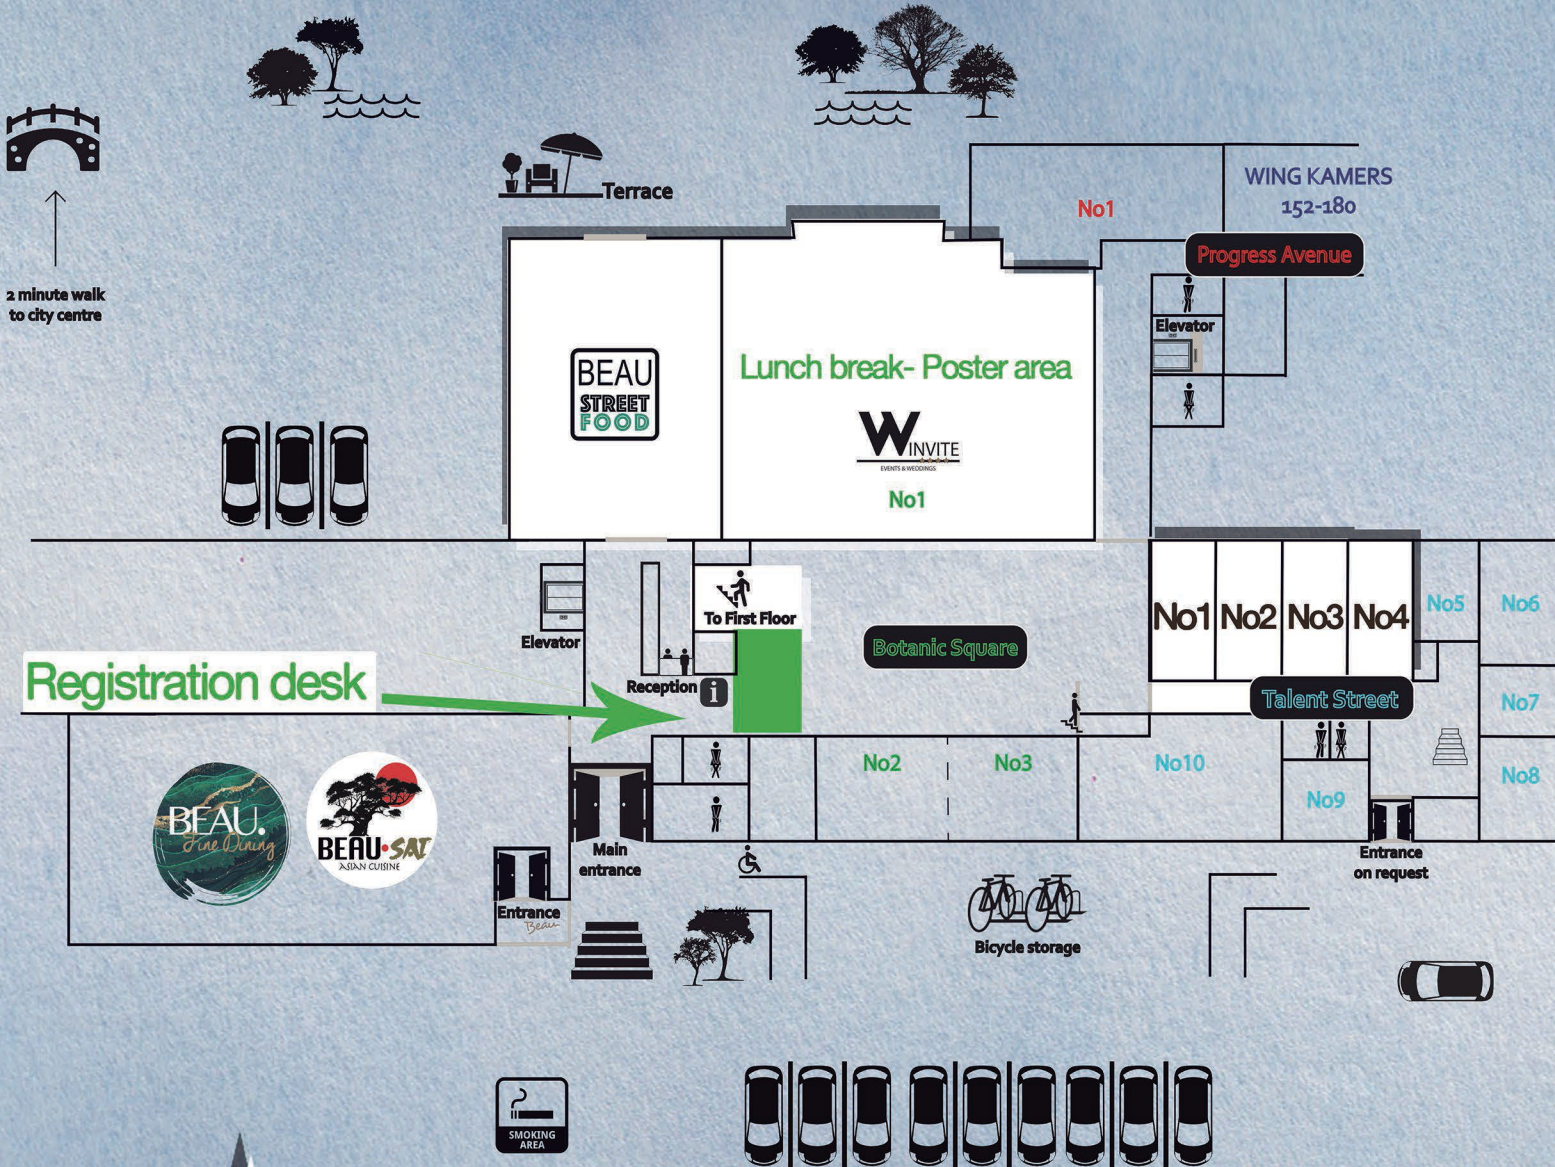 WING KAMERS
152-180
No1
Progress Avenue
Terrace
2 minute walk
to city centre
Elevator
BEAU
STREET
FOOD
Lunch break- Poster area
WINVITE
EVENTS & WEDDINGS
No1
To First Floor
Elevator
Reception
i
Botanic Square
No1
No2
No3
No4
No5
No6
Registration desk
Talent Street
No7
No2
No3
No10
No9
No8
BEAU.
Fine Dining
BEAU•SAI
ASIAN CUISINE
Main
entrance
Entrance
Beau
Entrance
on request
Bicycle storage
SMOKING
AREA